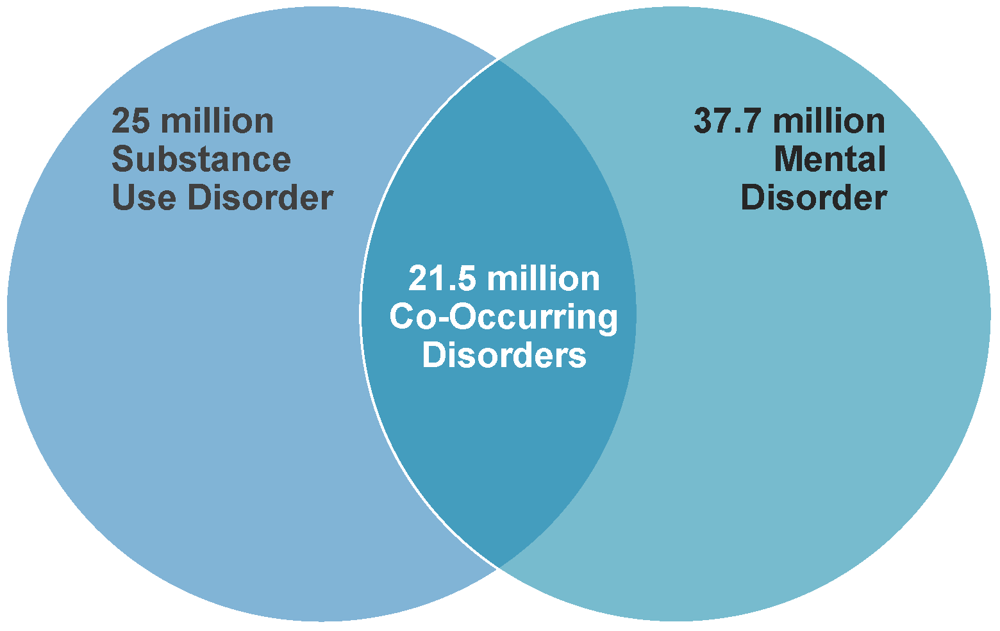 25 million
Substance
Use Disorder
37.7 million
Mental
Disorder
21.5 million
Co-Occurring
Disorders